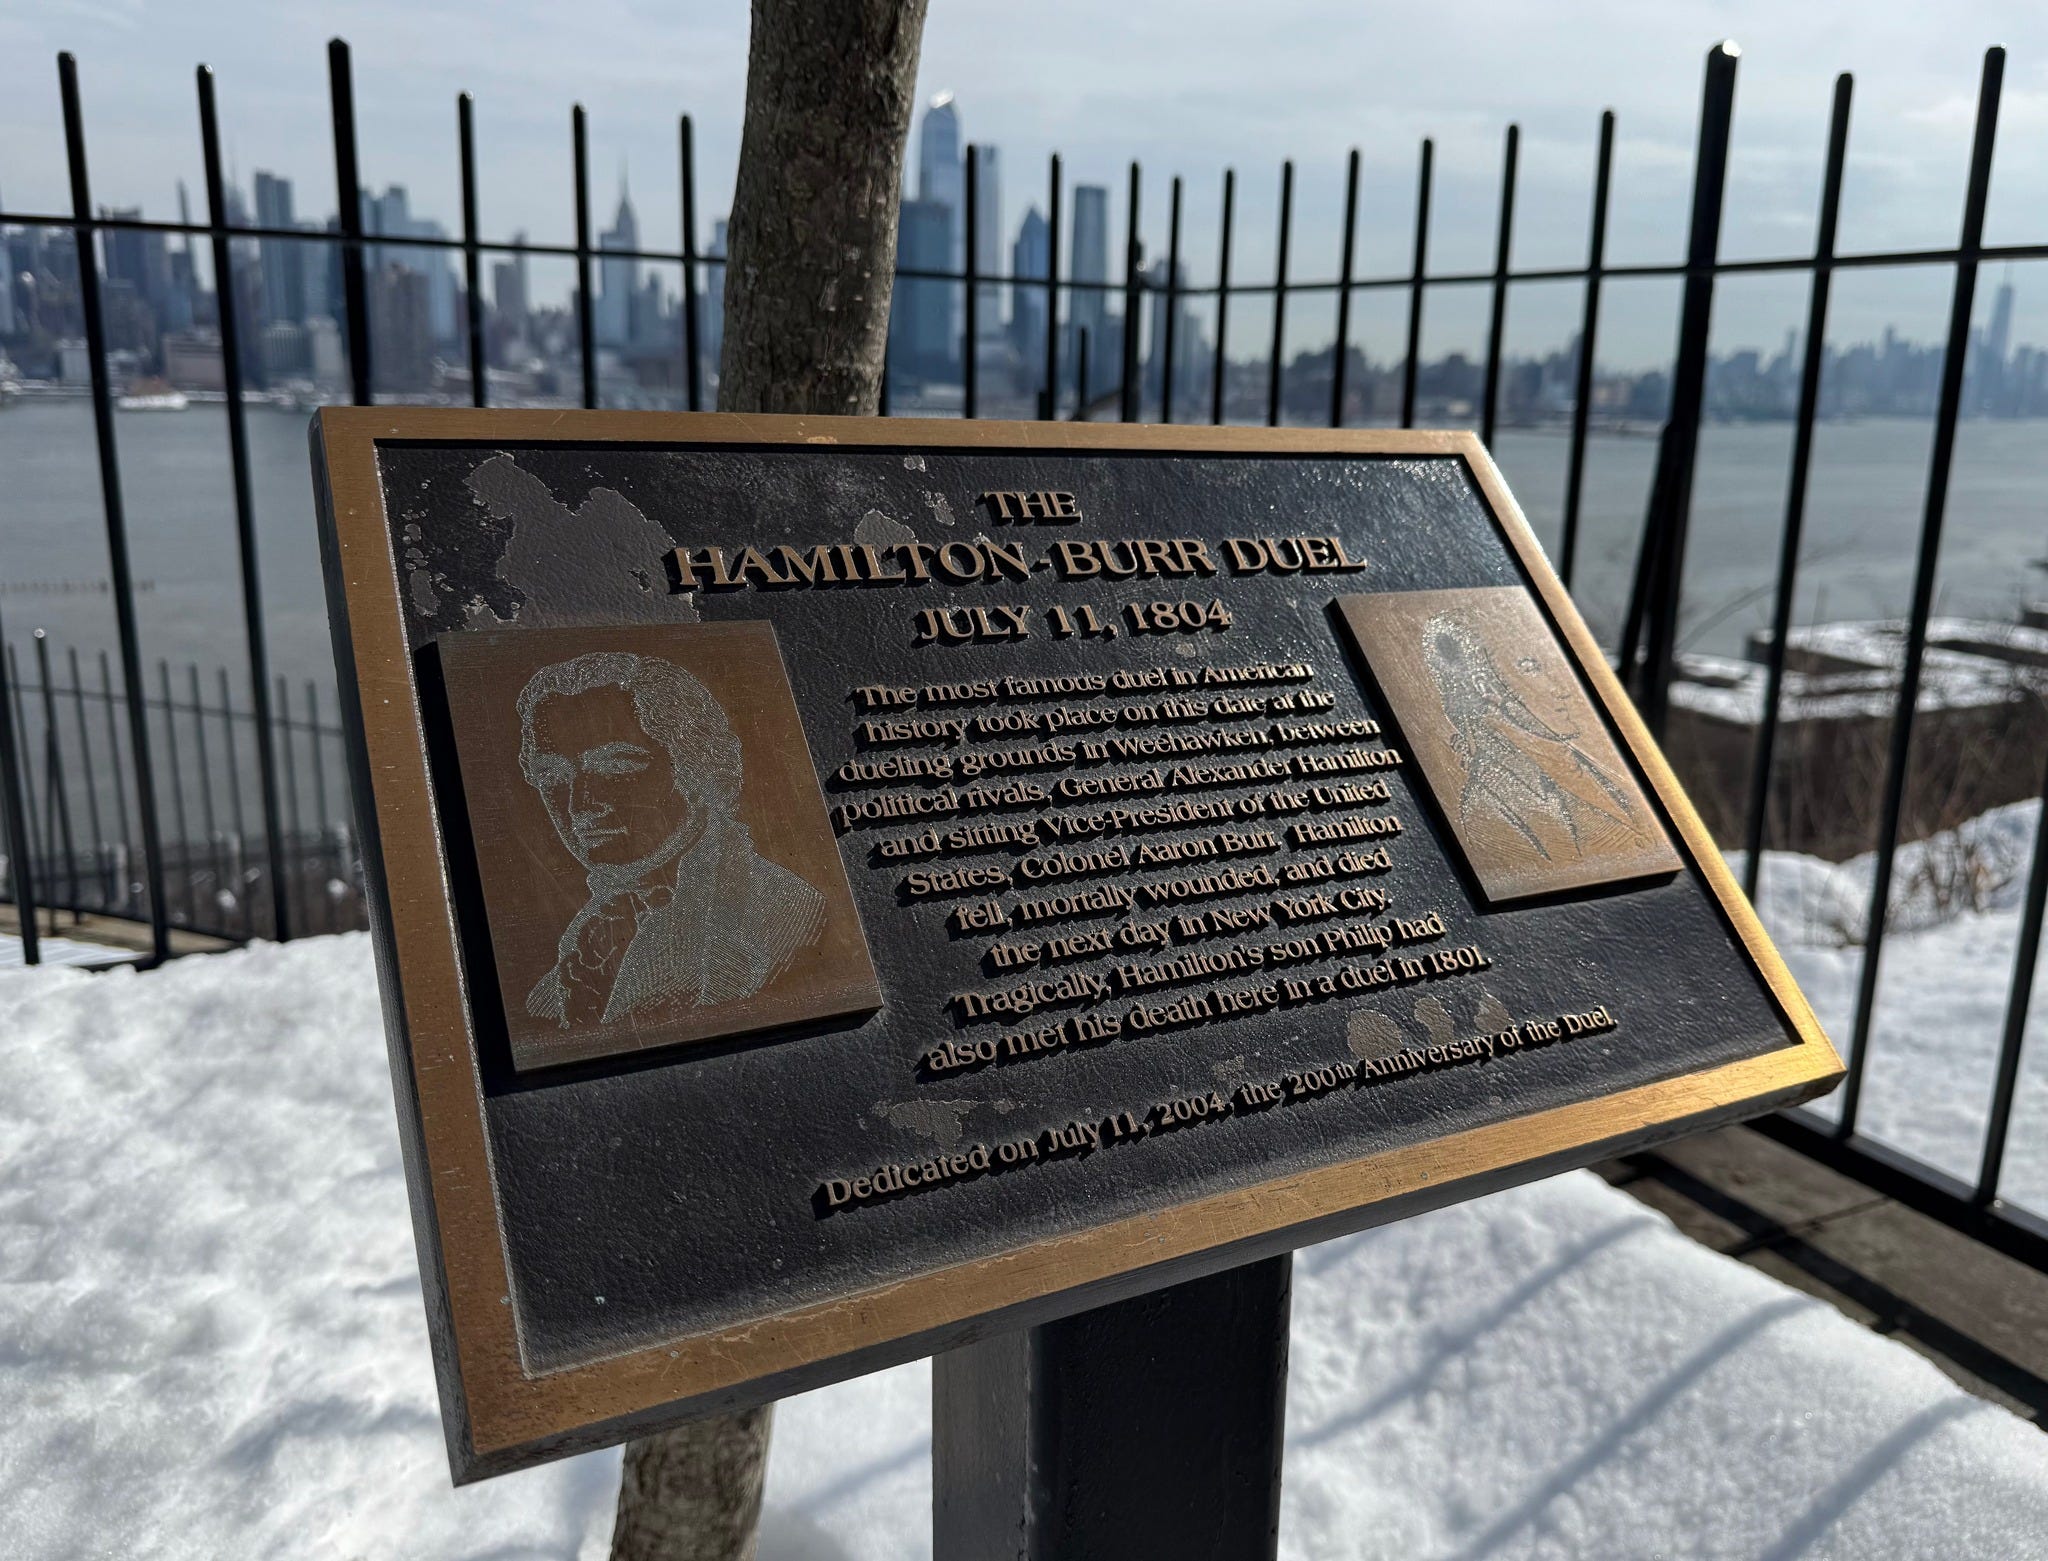 THE
HAMILTON-BURR DUEL
JULY 11, 1804
The most famous duel in American
history took place on this date at the
dueling grounds in Weehawken, between
political rivals, General Alexander Hamilton
and sitting Vice-President of the United
States, Colonel Aaron Burr. Hamilton
fell, mortally wounded, and died
the next day in New York City.
Tragically, Hamilton's son Philip had
also met his death here in a duel in 1801.
Dedicated on July 11, 2004, the 200th Anniversary of the Duel.